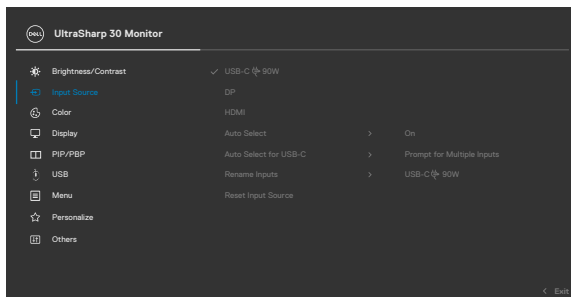 DELL UltraSharp 30 Monitor
Brightness/Contrast USB-C 90W
Input Source DP
Color HDMI
Display Auto Select > On
PIP/PBP Auto Select for USB-C > Prompt for Multiple Inputs
USB Rename Inputs > USB-C 90W
Menu Reset Input Source
Personalize
Others
< Exit